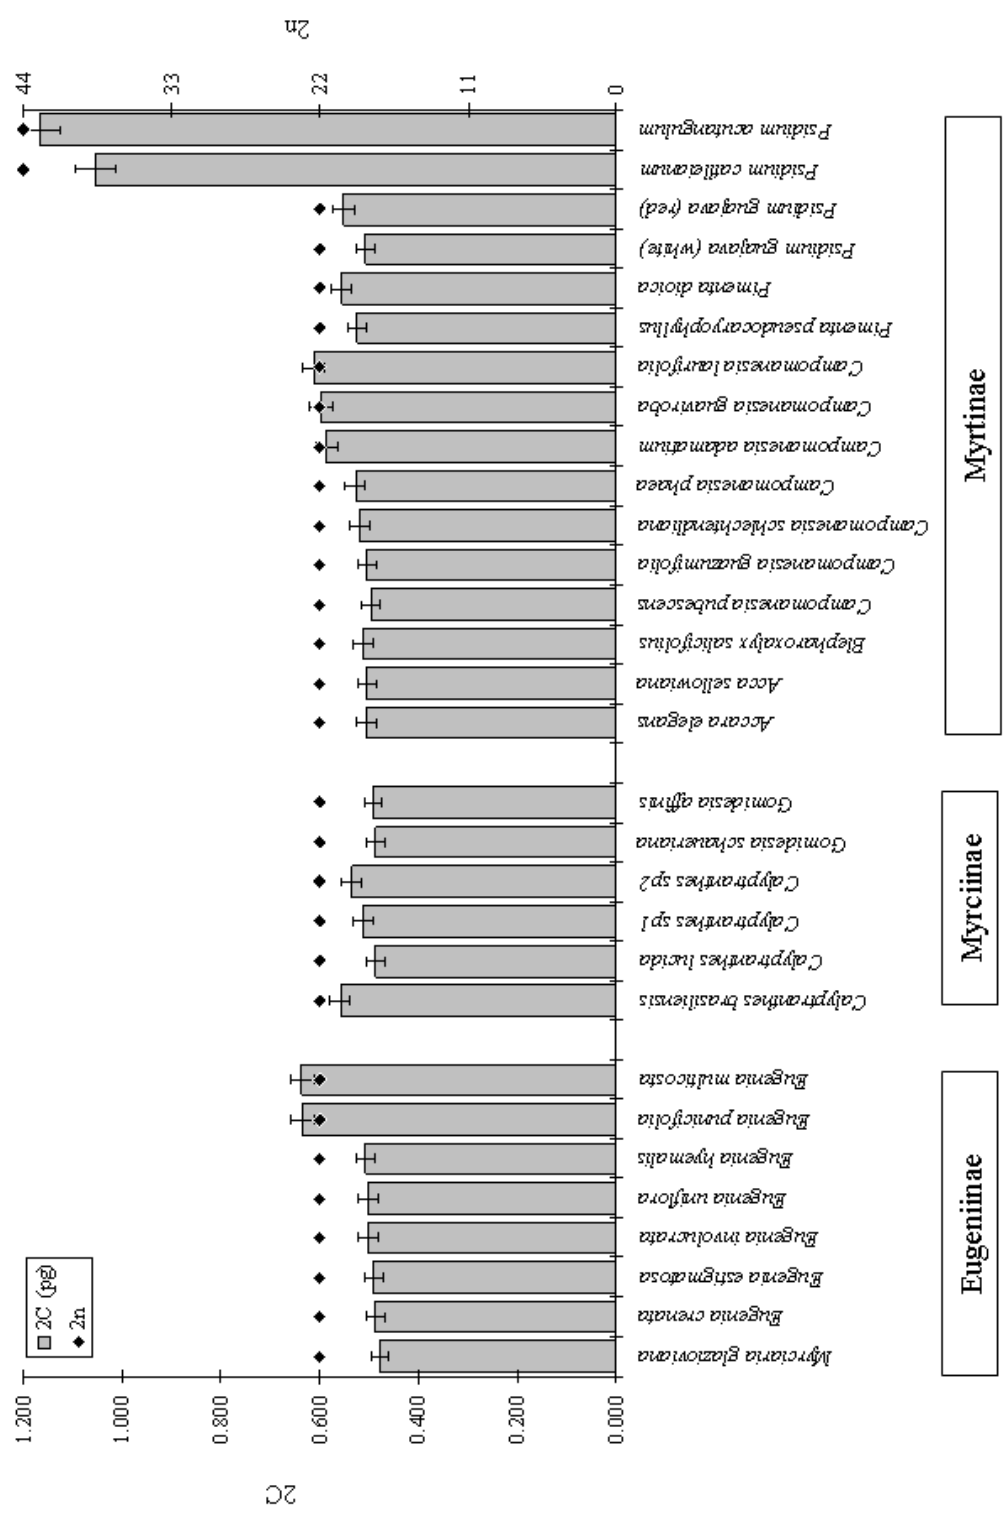 2C (pg)
2n
2C
1.200
1.000
0.800
0.600
0.400
0.200
0.000
2n
44
33
22
11
0
Myrciaria glazioviana
Eugenia crenata
Eugenia estigmatosa
Eugenia involucrata
Eugenia uniflora
Eugenia hyemalis
Eugenia punicifolia
Eugenia multicosta
Calyptranthes brasiliensis
Calyptranthes lucida
Calyptranthes sp1
Calyptranthes sp2
Gomidesia schaueriana
Gomidesia affinis
Accara elegans
Acca sellowiana
Blepharoxalyx salicifolius
Campomanesia pubescens
Campomanesia guazumifolia
Campomanesia schlechtendliana
Campomanesia phaea
Campomanesia adamatium
Campomanesia guaviroba
Campomanesia laurifolia
Pimenta pseudocaryophyllus
Pimenta dioica
Psidium guajava (white)
Psidium guajava (red)
Psidium cattleianum
Psidium acutangulum
Eugeniinae
Myrciinae
Myrtinae